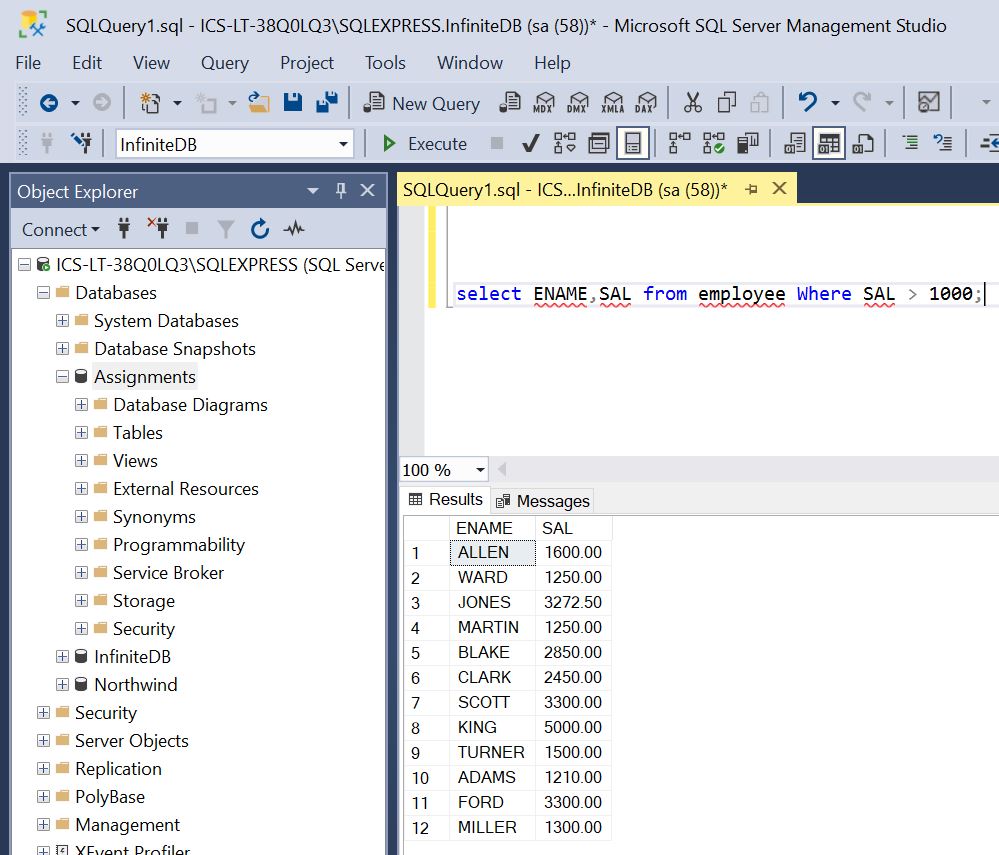 SQLQuery1.sql - ICS-LT-38Q0LQ3\SQLEXPRESS.InfiniteDB (sa (58))* - Microsoft SQL Server Management Studio
File Edit View Query Project Tools Window Help
New Query MDX DMX XMLA DAX
InfiniteDB Execute
Object Explorer
Connect
ICS-LT-38Q0LQ3\SQLEXPRESS (SQL Serve
Databases
System Databases
Database Snapshots
Assignments
Database Diagrams
Tables
Views
External Resources
Synonyms
Programmability
Service Broker
Storage
Security
InfiniteDB
Northwind
Security
Server Objects
Replication
PolyBase
Management
XEvent Profiler
SQLQuery1.sql - ICS...InfiniteDB (sa (58))*
select ENAME,SAL from employee Where SAL > 1000;
100 %
Results Messages
ENAME SAL
1 ALLEN 1600.00
2 WARD 1250.00
3 JONES 3272.50
4 MARTIN 1250.00
5 BLAKE 2850.00
6 CLARK 2450.00
7 SCOTT 3300.00
8 KING 5000.00
9 TURNER 1500.00
10 ADAMS 1210.00
11 FORD 3300.00
12 MILLER 1300.00